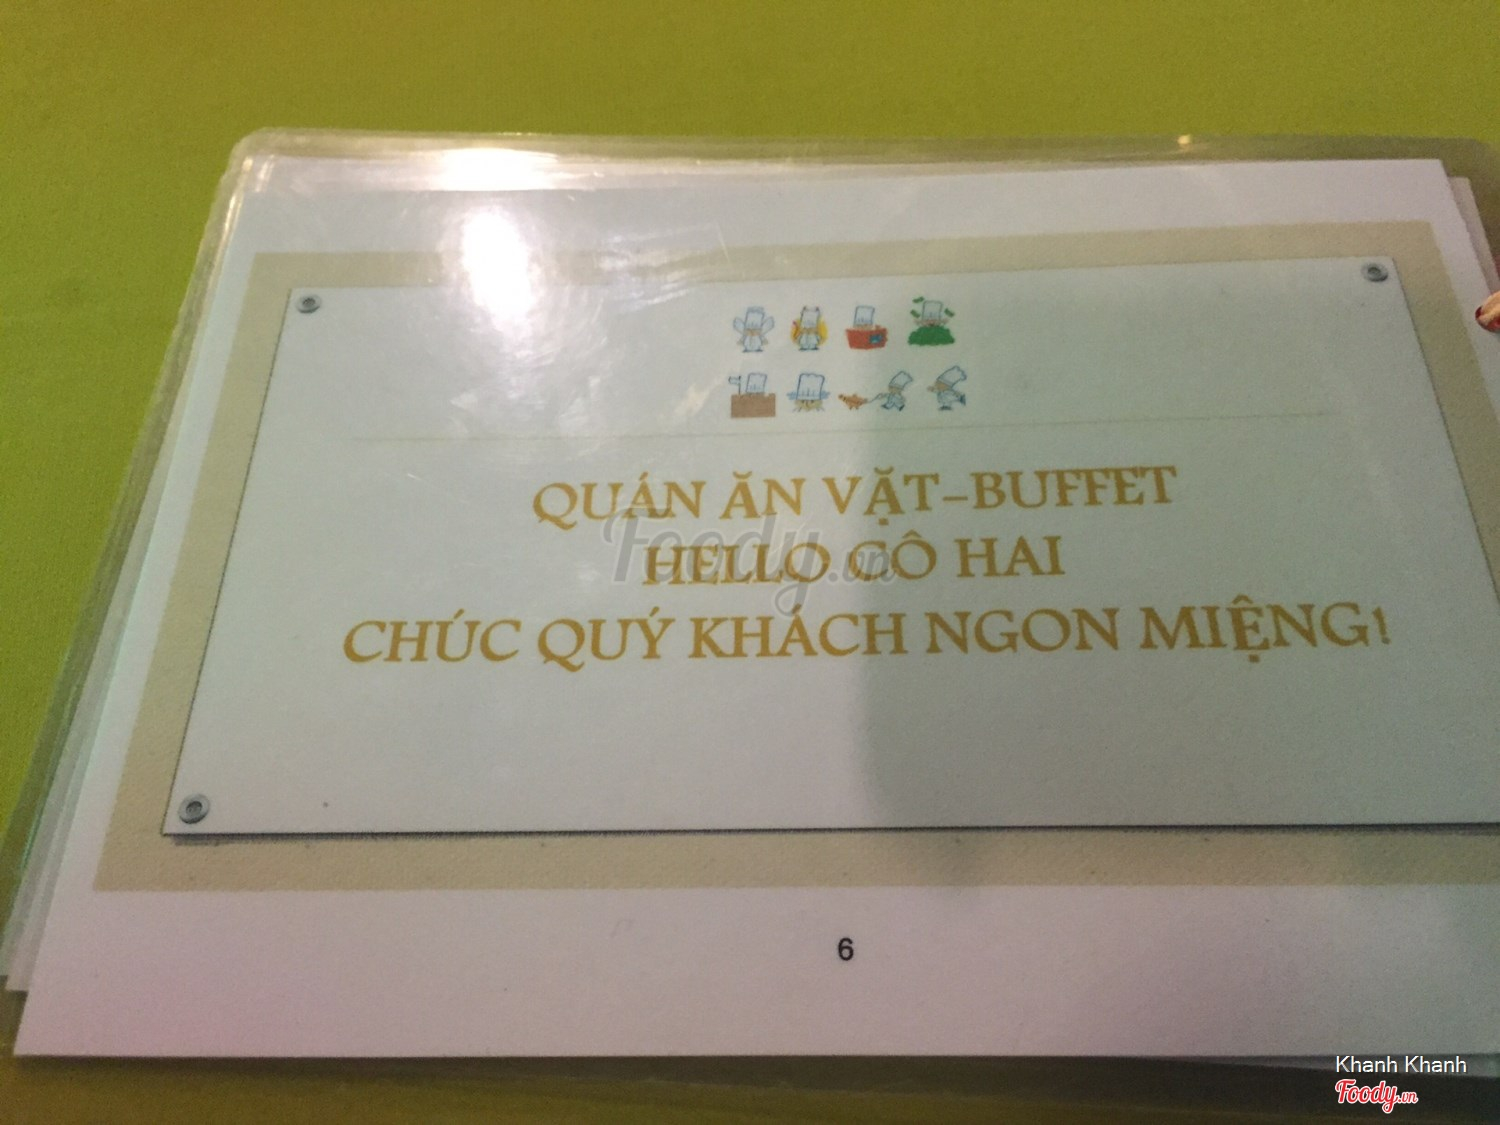 QUÁN ĂN VẶT-BUFFET
HELLO CÔ HAI
CHÚC QUÝ KHÁCH NGON MIỆNG!
Foody.vn
6
Khanh Khanh
Foody.vn